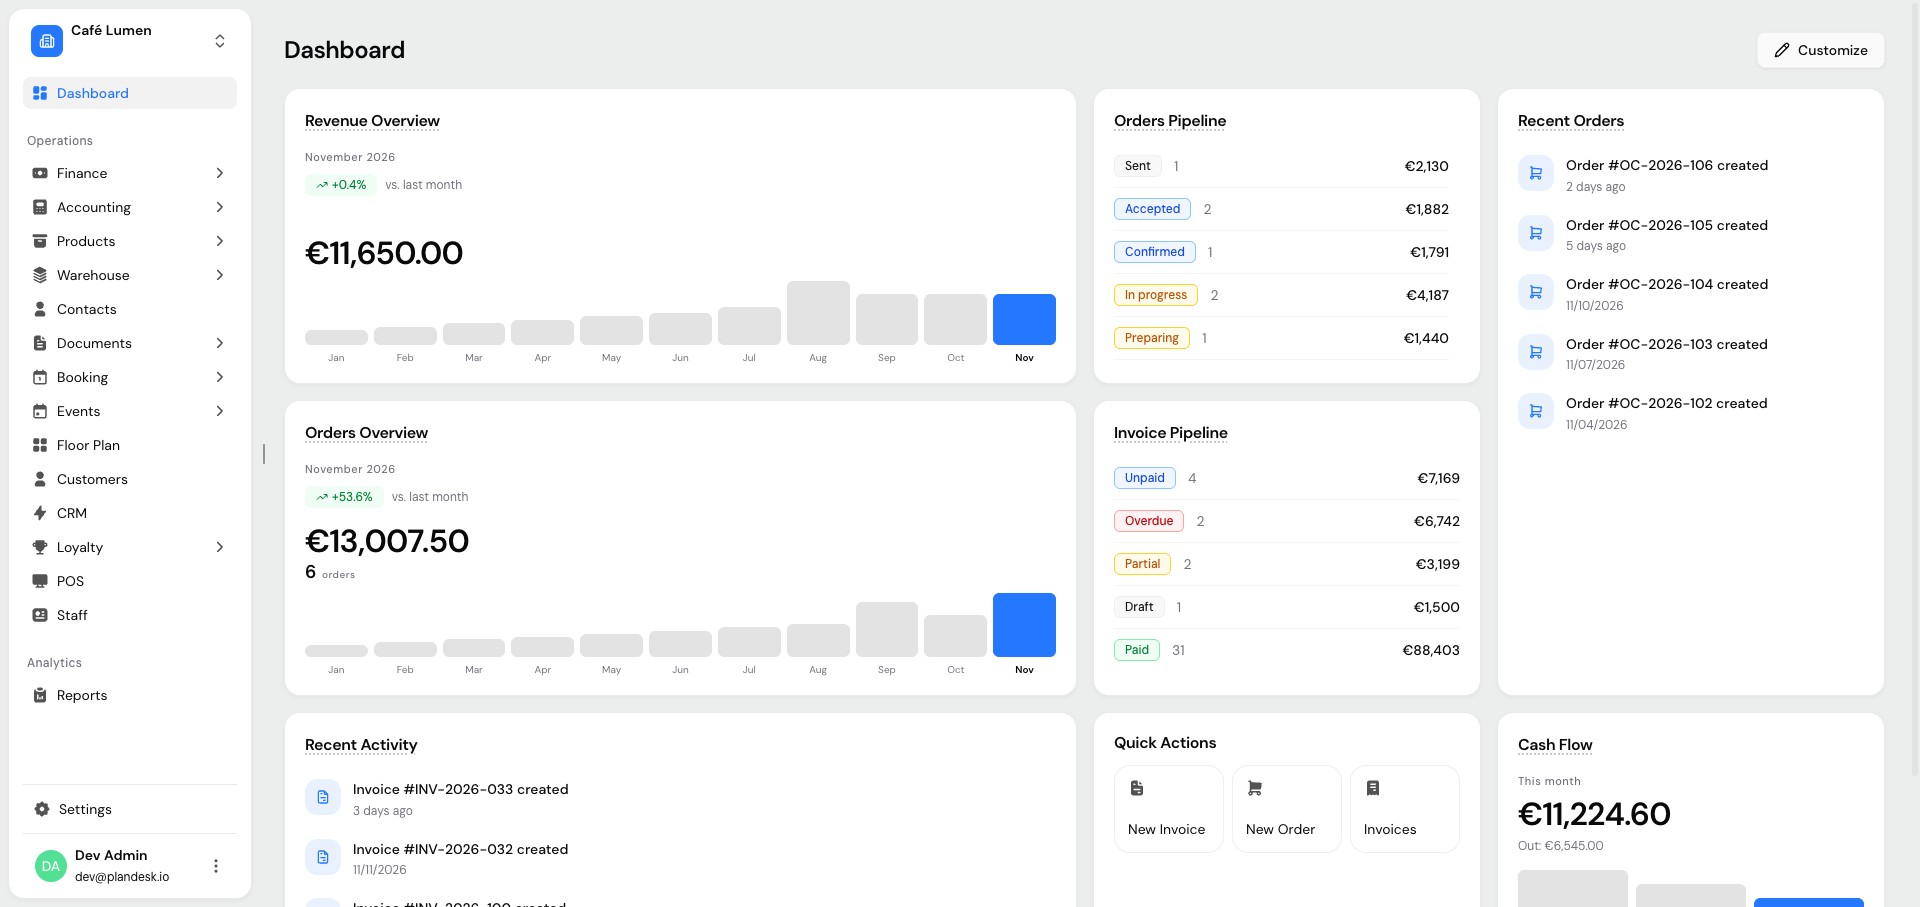 Café Lumen
Dashboard
Operations
Finance
Accounting
Products
Warehouse
Contacts
Documents
Booking
Events
Floor Plan
Customers
CRM
Loyalty
POS
Staff
Analytics
Reports
Settings
DA
Dev Admin
dev@plandesk.io
Dashboard
Customize
Revenue Overview
November 2026
+0.4% vs. last month
€11,650.00
Jan Feb Mar Apr May Jun Jul Aug Sep Oct Nov
Orders Pipeline
Sent 1 €2,130
Accepted 2 €1,882
Confirmed 1 €1,791
In progress 2 €4,187
Preparing 1 €1,440
Recent Orders
Order #OC-2026-106 created
2 days ago
Order #OC-2026-105 created
5 days ago
Order #OC-2026-104 created
11/10/2026
Order #OC-2026-103 created
11/07/2026
Order #OC-2026-102 created
11/04/2026
Orders Overview
November 2026
+53.6% vs. last month
€13,007.50
6 orders
Jan Feb Mar Apr May Jun Jul Aug Sep Oct Nov
Invoice Pipeline
Unpaid 4 €7,169
Overdue 2 €6,742
Partial 2 €3,199
Draft 1 €1,500
Paid 31 €88,403
Recent Activity
Invoice #INV-2026-033 created
3 days ago
Invoice #INV-2026-032 created
11/11/2026
Invoice #INV-2026-100 created
Quick Actions
New Invoice
New Order
Invoices
Cash Flow
This month
€11,224.60
Out: €6,545.00